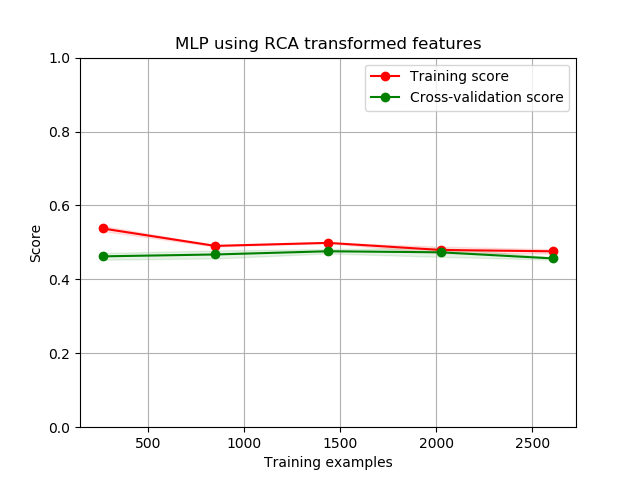 MLP using RCA transformed features
Training score
Cross-validation score
1.0
0.8
0.6
0.4
0.2
0.0
Score
500
1000
1500
2000
2500
Training examples